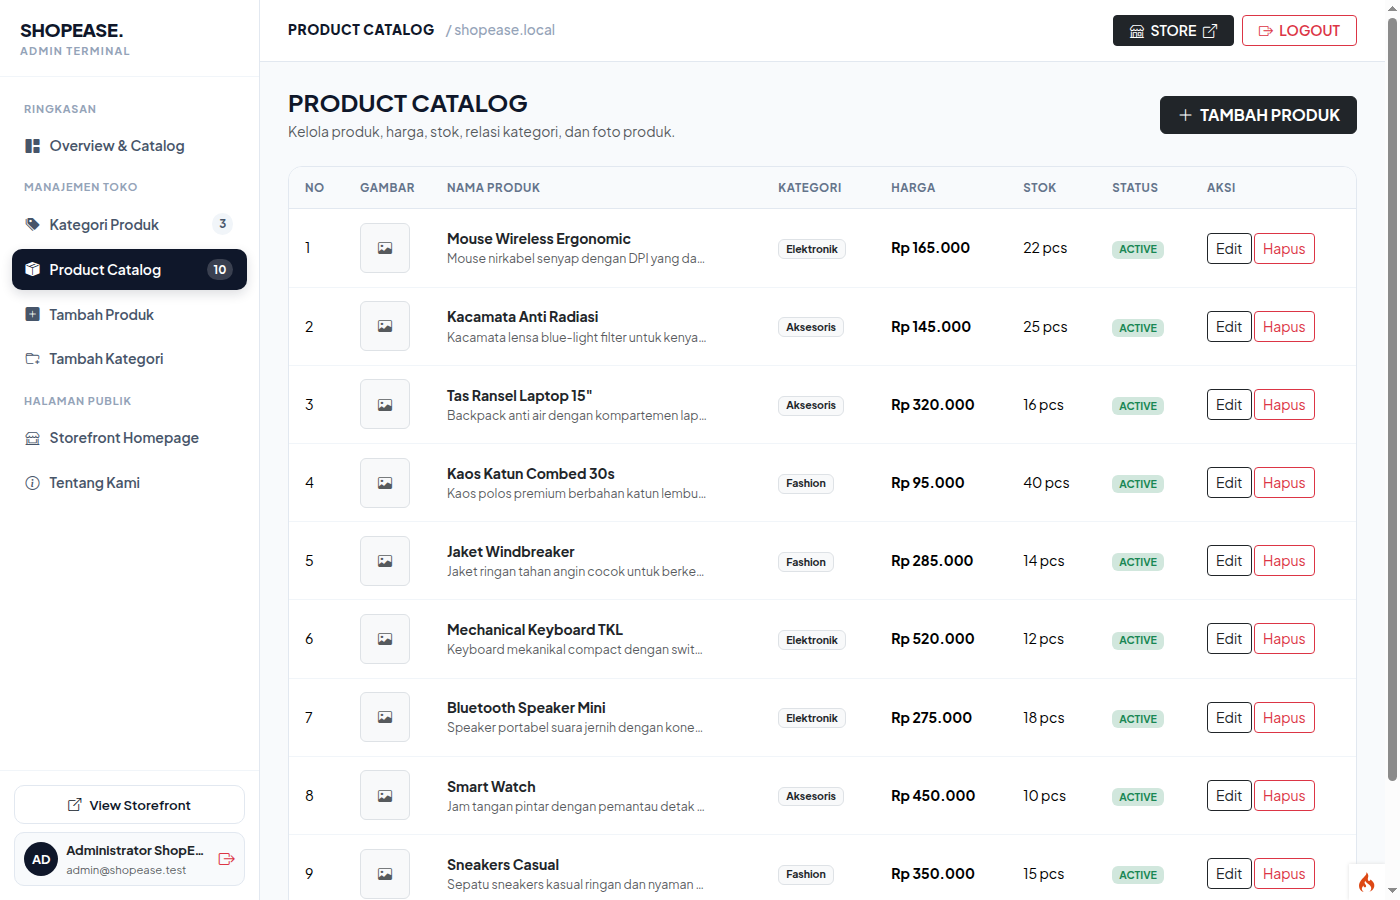 SHOPEASE.
ADMIN TERMINAL
RINGKASAN
Overview & Catalog
MANAJEMEN TOKO
Kategori Produk 3
Product Catalog 10
Tambah Produk
Tambah Kategori
HALAMAN PUBLIK
Storefront Homepage
Tentang Kami
View Storefront
AD
Administrator ShopE...
admin@shopease.test
PRODUCT CATALOG / shopease.local
STORE
LOGOUT
PRODUCT CATALOG
Kelola produk, harga, stok, relasi kategori, dan foto produk.
+ TAMBAH PRODUK
NO GAMBAR NAMA PRODUK KATEGORI HARGA STOK STATUS AKSI
1 Mouse Wireless Ergonomic Elektronik Rp 165.000 22 pcs ACTIVE Edit Hapus
Mouse nirkabel senyap dengan DPI yang da...
2 Kacamata Anti Radiasi Aksesoris Rp 145.000 25 pcs ACTIVE Edit Hapus
Kacamata lensa blue-light filter untuk kenya...
3 Tas Ransel Laptop 15" Aksesoris Rp 320.000 16 pcs ACTIVE Edit Hapus
Backpack anti air dengan kompartemen lap...
4 Kaos Katun Combed 30s Fashion Rp 95.000 40 pcs ACTIVE Edit Hapus
Kaos polos premium berbahan katun lembu...
5 Jaket Windbreaker Fashion Rp 285.000 14 pcs ACTIVE Edit Hapus
Jaket ringan tahan angin cocok untuk berke...
6 Mechanical Keyboard TKL Elektronik Rp 520.000 12 pcs ACTIVE Edit Hapus
Keyboard mekanikal compact dengan swit...
7 Bluetooth Speaker Mini Elektronik Rp 275.000 18 pcs ACTIVE Edit Hapus
Speaker portabel suara jernih dengan kone...
8 Smart Watch Aksesoris Rp 450.000 10 pcs ACTIVE Edit Hapus
Jam tangan pintar dengan pemantau detak ...
9 Sneakers Casual Fashion Rp 350.000 15 pcs ACTIVE Edit Hapus
Sepatu sneakers kasual ringan dan nyaman ...